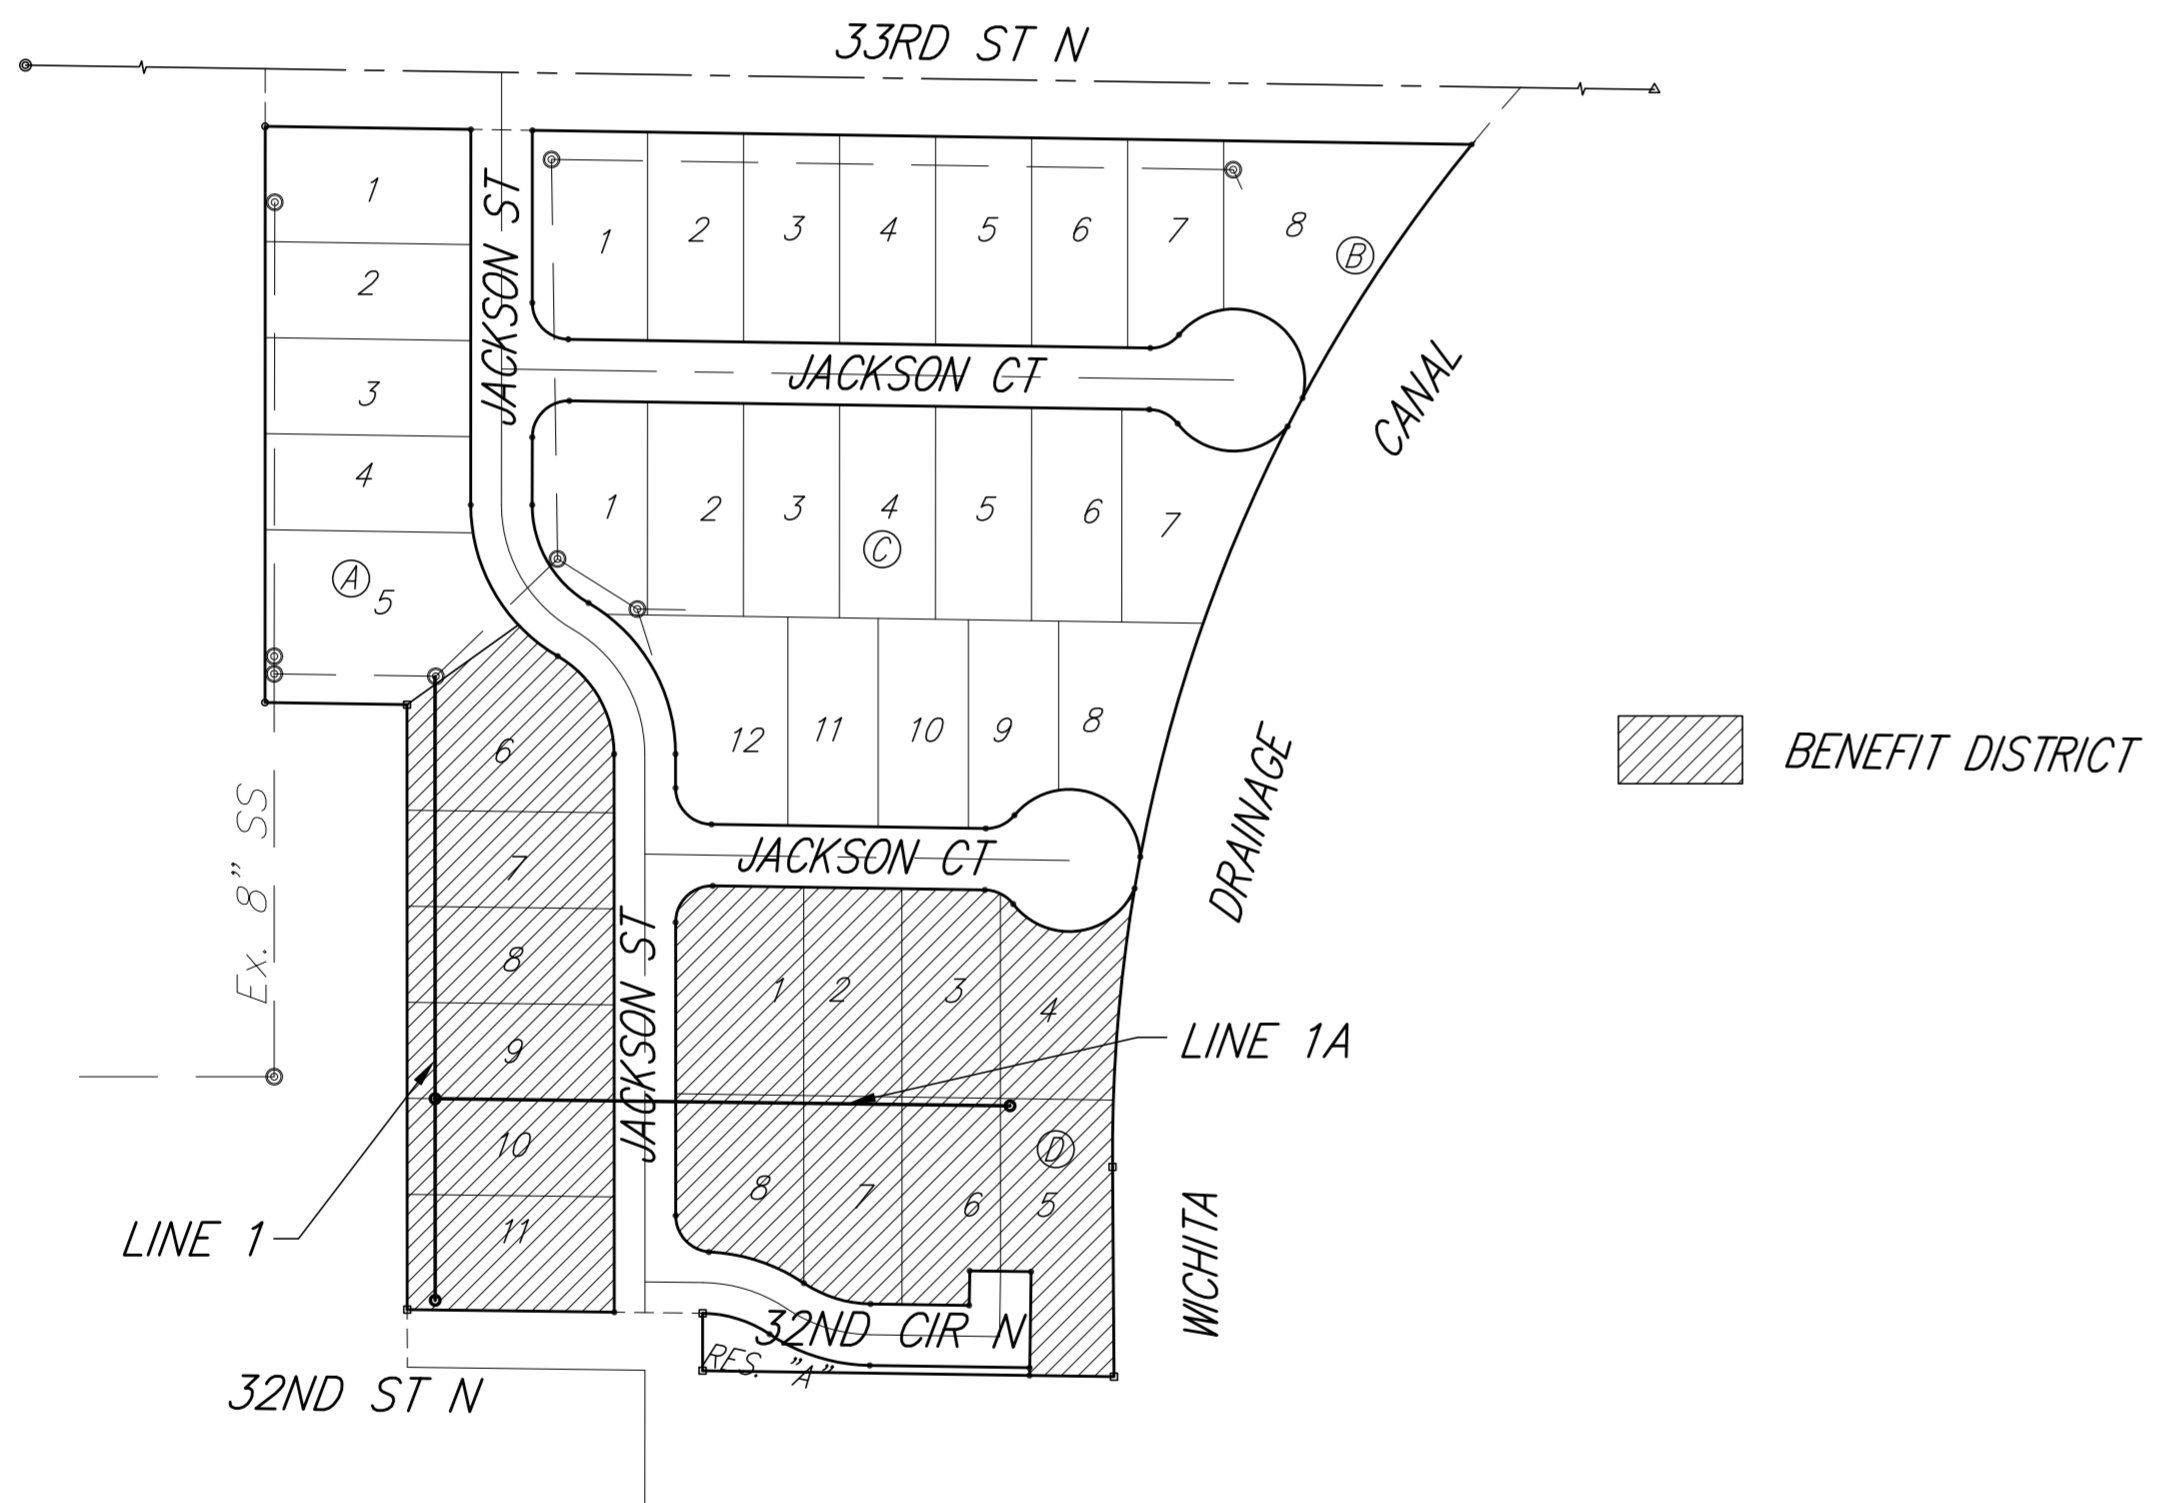 33RD ST N
1
2
3
4
A
5
6
7
8
9
10
11
JACKSON ST
1
2
3
4
5
6
7
8
B
JACKSON CT
1
2
3
4
5
6
7
C
12
11
10
9
8
JACKSON CT
JACKSON ST
1
2
3
4
LINE 1A
D
8
7
6
5
LINE 1
32ND CIR N
RES. "A"
32ND ST N
Ex. 8" SS
WICHITA
DRAINAGE
CANAL
BENEFIT DISTRICT